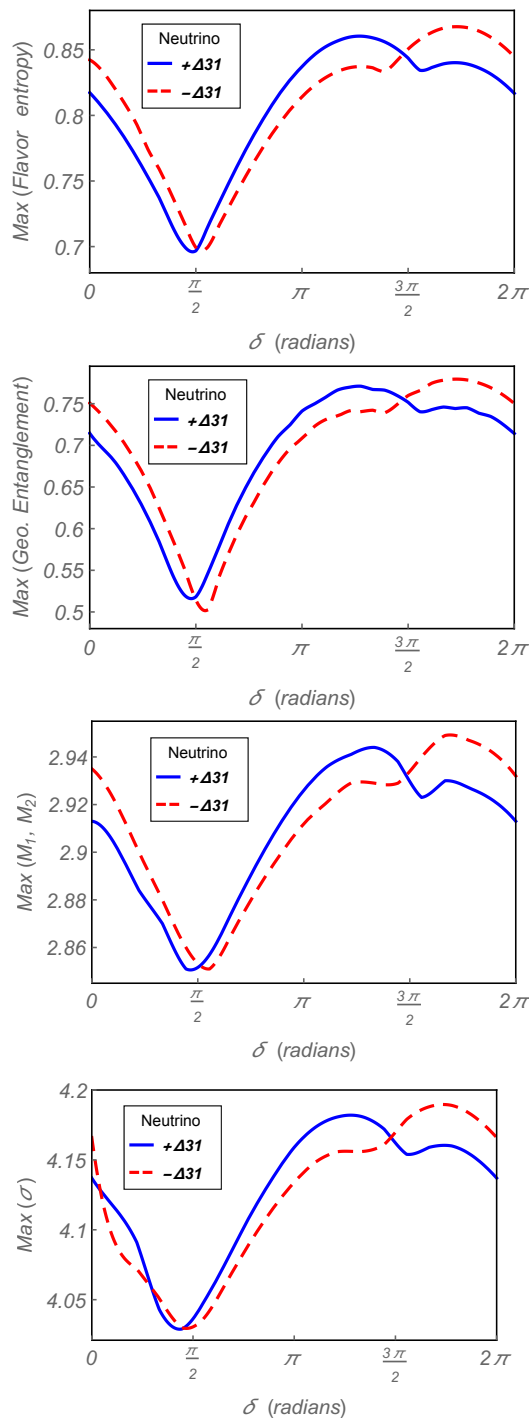 Max (Flavor entropy)
0.85
0.8
0.75
0.7
Neutrino
+Δ31
−Δ31
0
π/2
π
3π/2
2π
δ (radians)
Max (Geo. Entanglement)
0.75
0.7
0.65
0.6
0.55
0.5
Neutrino
+Δ31
−Δ31
0
π/2
π
3π/2
2π
δ (radians)
Max (M₁, M₂)
2.94
2.92
2.9
2.88
2.86
Neutrino
+Δ31
−Δ31
0
π/2
π
3π/2
2π
δ (radians)
Max (σ)
4.2
4.15
4.1
4.05
Neutrino
+Δ31
−Δ31
0
π/2
π
3π/2
2π
δ (radians)